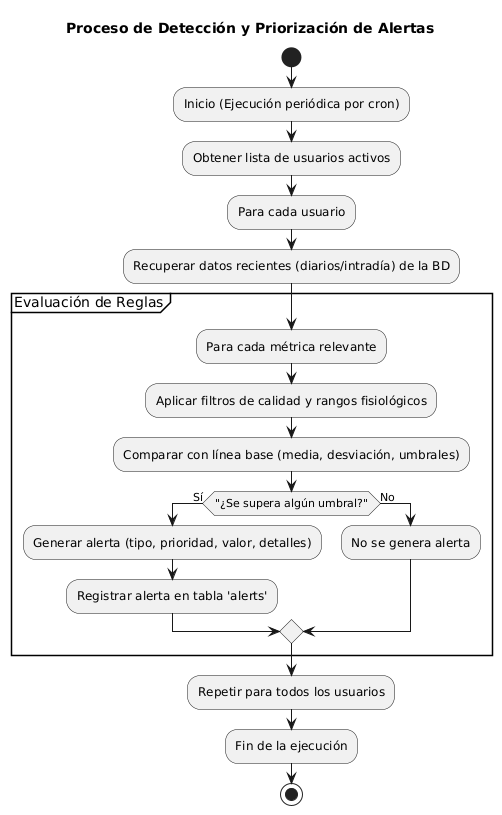 Proceso de Detección y Priorización de Alertas
Inicio (Ejecución periódica por cron)
Obtener lista de usuarios activos
Para cada usuario
Recuperar datos recientes (diarios/intradía) de la BD
Evaluación de Reglas
Para cada métrica relevante
Aplicar filtros de calidad y rangos fisiológicos
Comparar con línea base (media, desviación, umbrales)
Sí
"¿Se supera algún umbral?"
No
Generar alerta (tipo, prioridad, valor, detalles)
No se genera alerta
Registrar alerta en tabla 'alerts'
Repetir para todos los usuarios
Fin de la ejecución